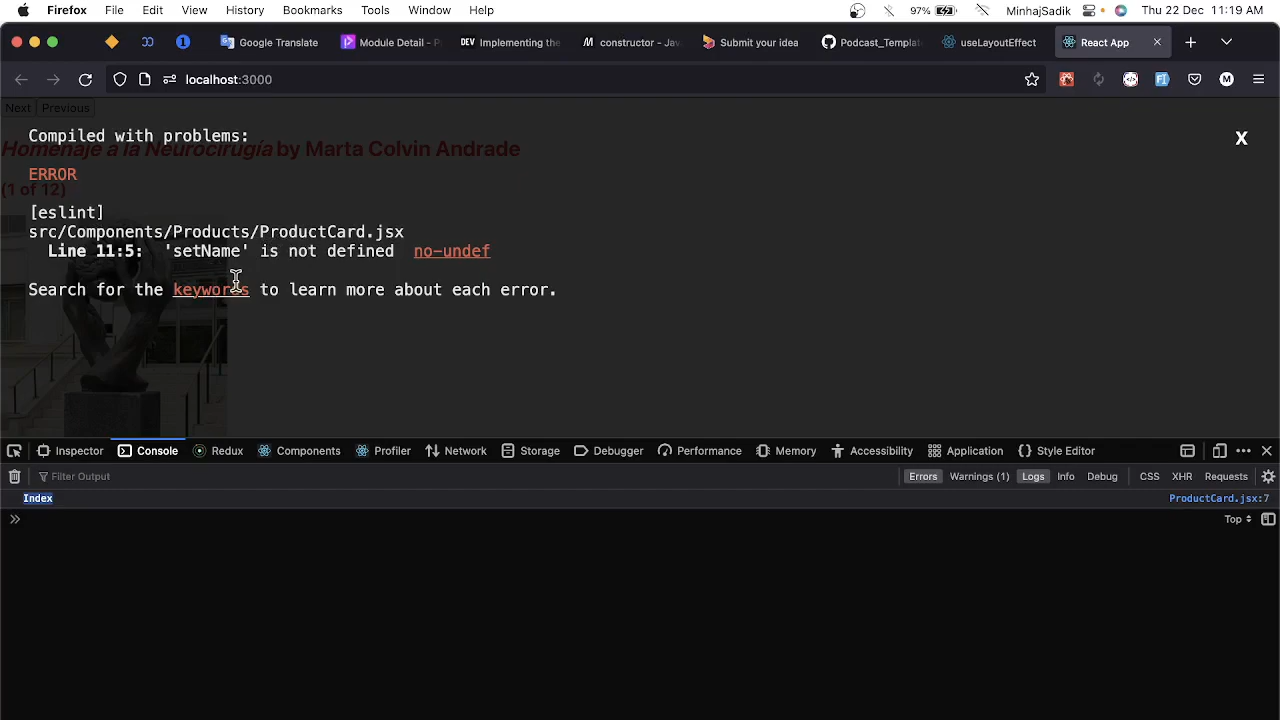 Firefox File Edit View History Bookmarks Tools Window Help 97% MinhajSadik Thu 22 Dec 11:19 AM
Google Translate Module Detail - P DEV Implementing the constructor - Jav Submit your idea Podcast_Templat useLayoutEffect React App
localhost:3000 M
Next Previous
Compiled with problems: X
Homenaje a la Neurocirugía by Marta Colvin Andrade
ERROR
(1 of 12)
[eslint]
src/Components/Products/ProductCard.jsx
Line 11:5: 'setName' is not defined no-undef
Search for the keywords to learn more about each error.
Inspector Console Redux Components Profiler Network Storage Debugger Performance Memory Accessibility Application Style Editor
Filter Output Errors Warnings (1) Logs Info Debug CSS XHR Requests
Index ProductCard.jsx:7
Top